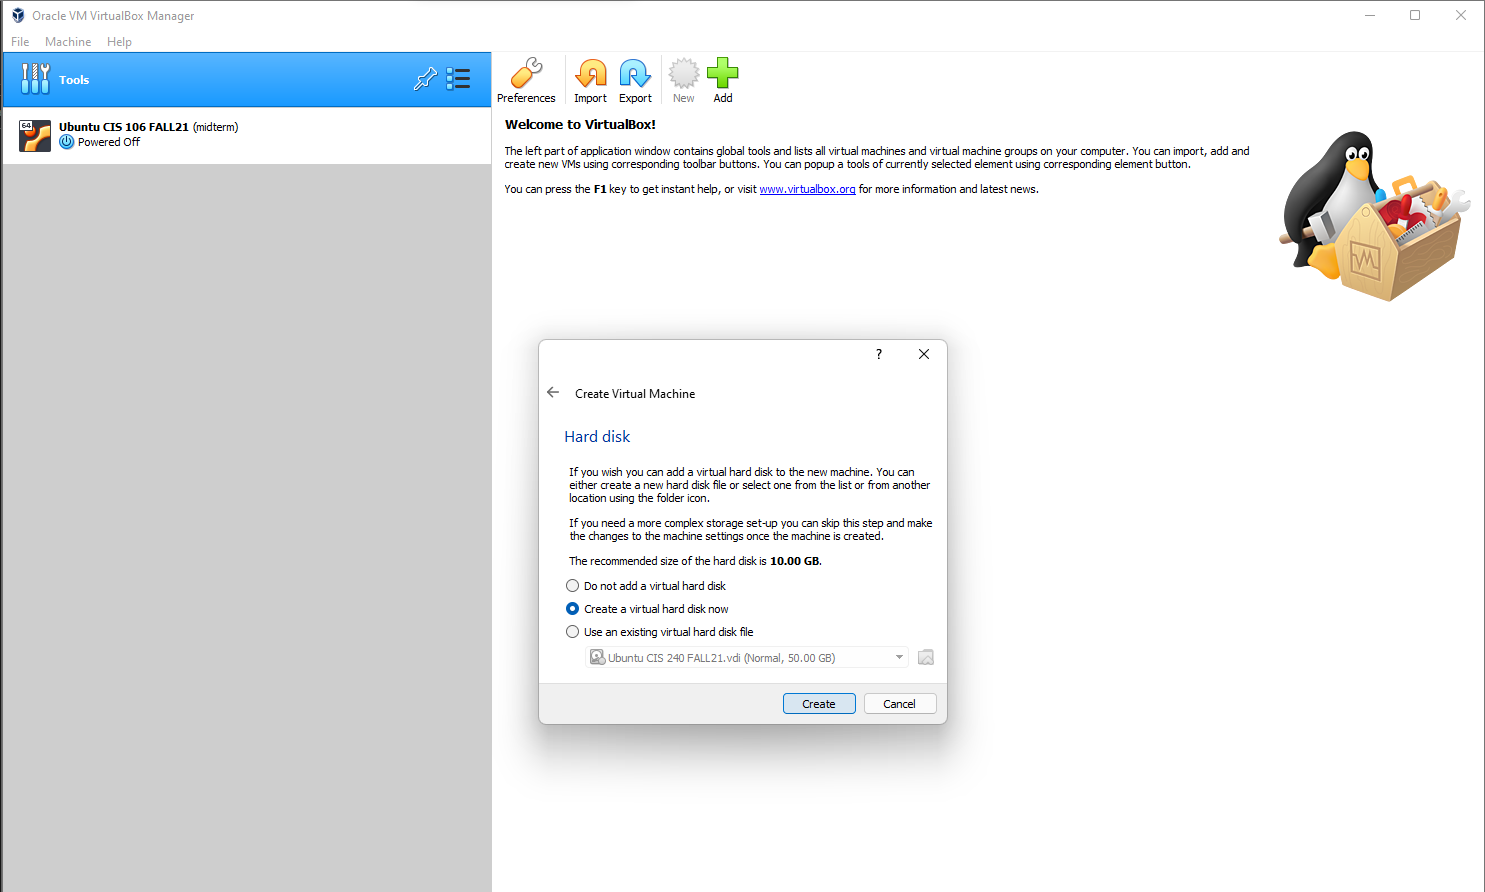 Oracle VM VirtualBox Manager
File Machine Help
Tools
Preferences Import Export New Add
64
Ubuntu CIS 106 FALL21 (midterm)
Powered Off
Welcome to VirtualBox!
The left part of application window contains global tools and lists all virtual machines and virtual machine groups on your computer. You can import, add and
create new VMs using corresponding toolbar buttons. You can popup a tools of currently selected element using corresponding element button.
You can press the F1 key to get instant help, or visit www.virtualbox.org for more information and latest news.
VM
?
Create Virtual Machine
Hard disk
If you wish you can add a virtual hard disk to the new machine. You can
either create a new hard disk file or select one from the list or from another
location using the folder icon.
If you need a more complex storage set-up you can skip this step and make
the changes to the machine settings once the machine is created.
The recommended size of the hard disk is 10.00 GB.
Do not add a virtual hard disk
Create a virtual hard disk now
Use an existing virtual hard disk file
Ubuntu CIS 240 FALL21.vdi (Normal, 50.00 GB)
Create Cancel